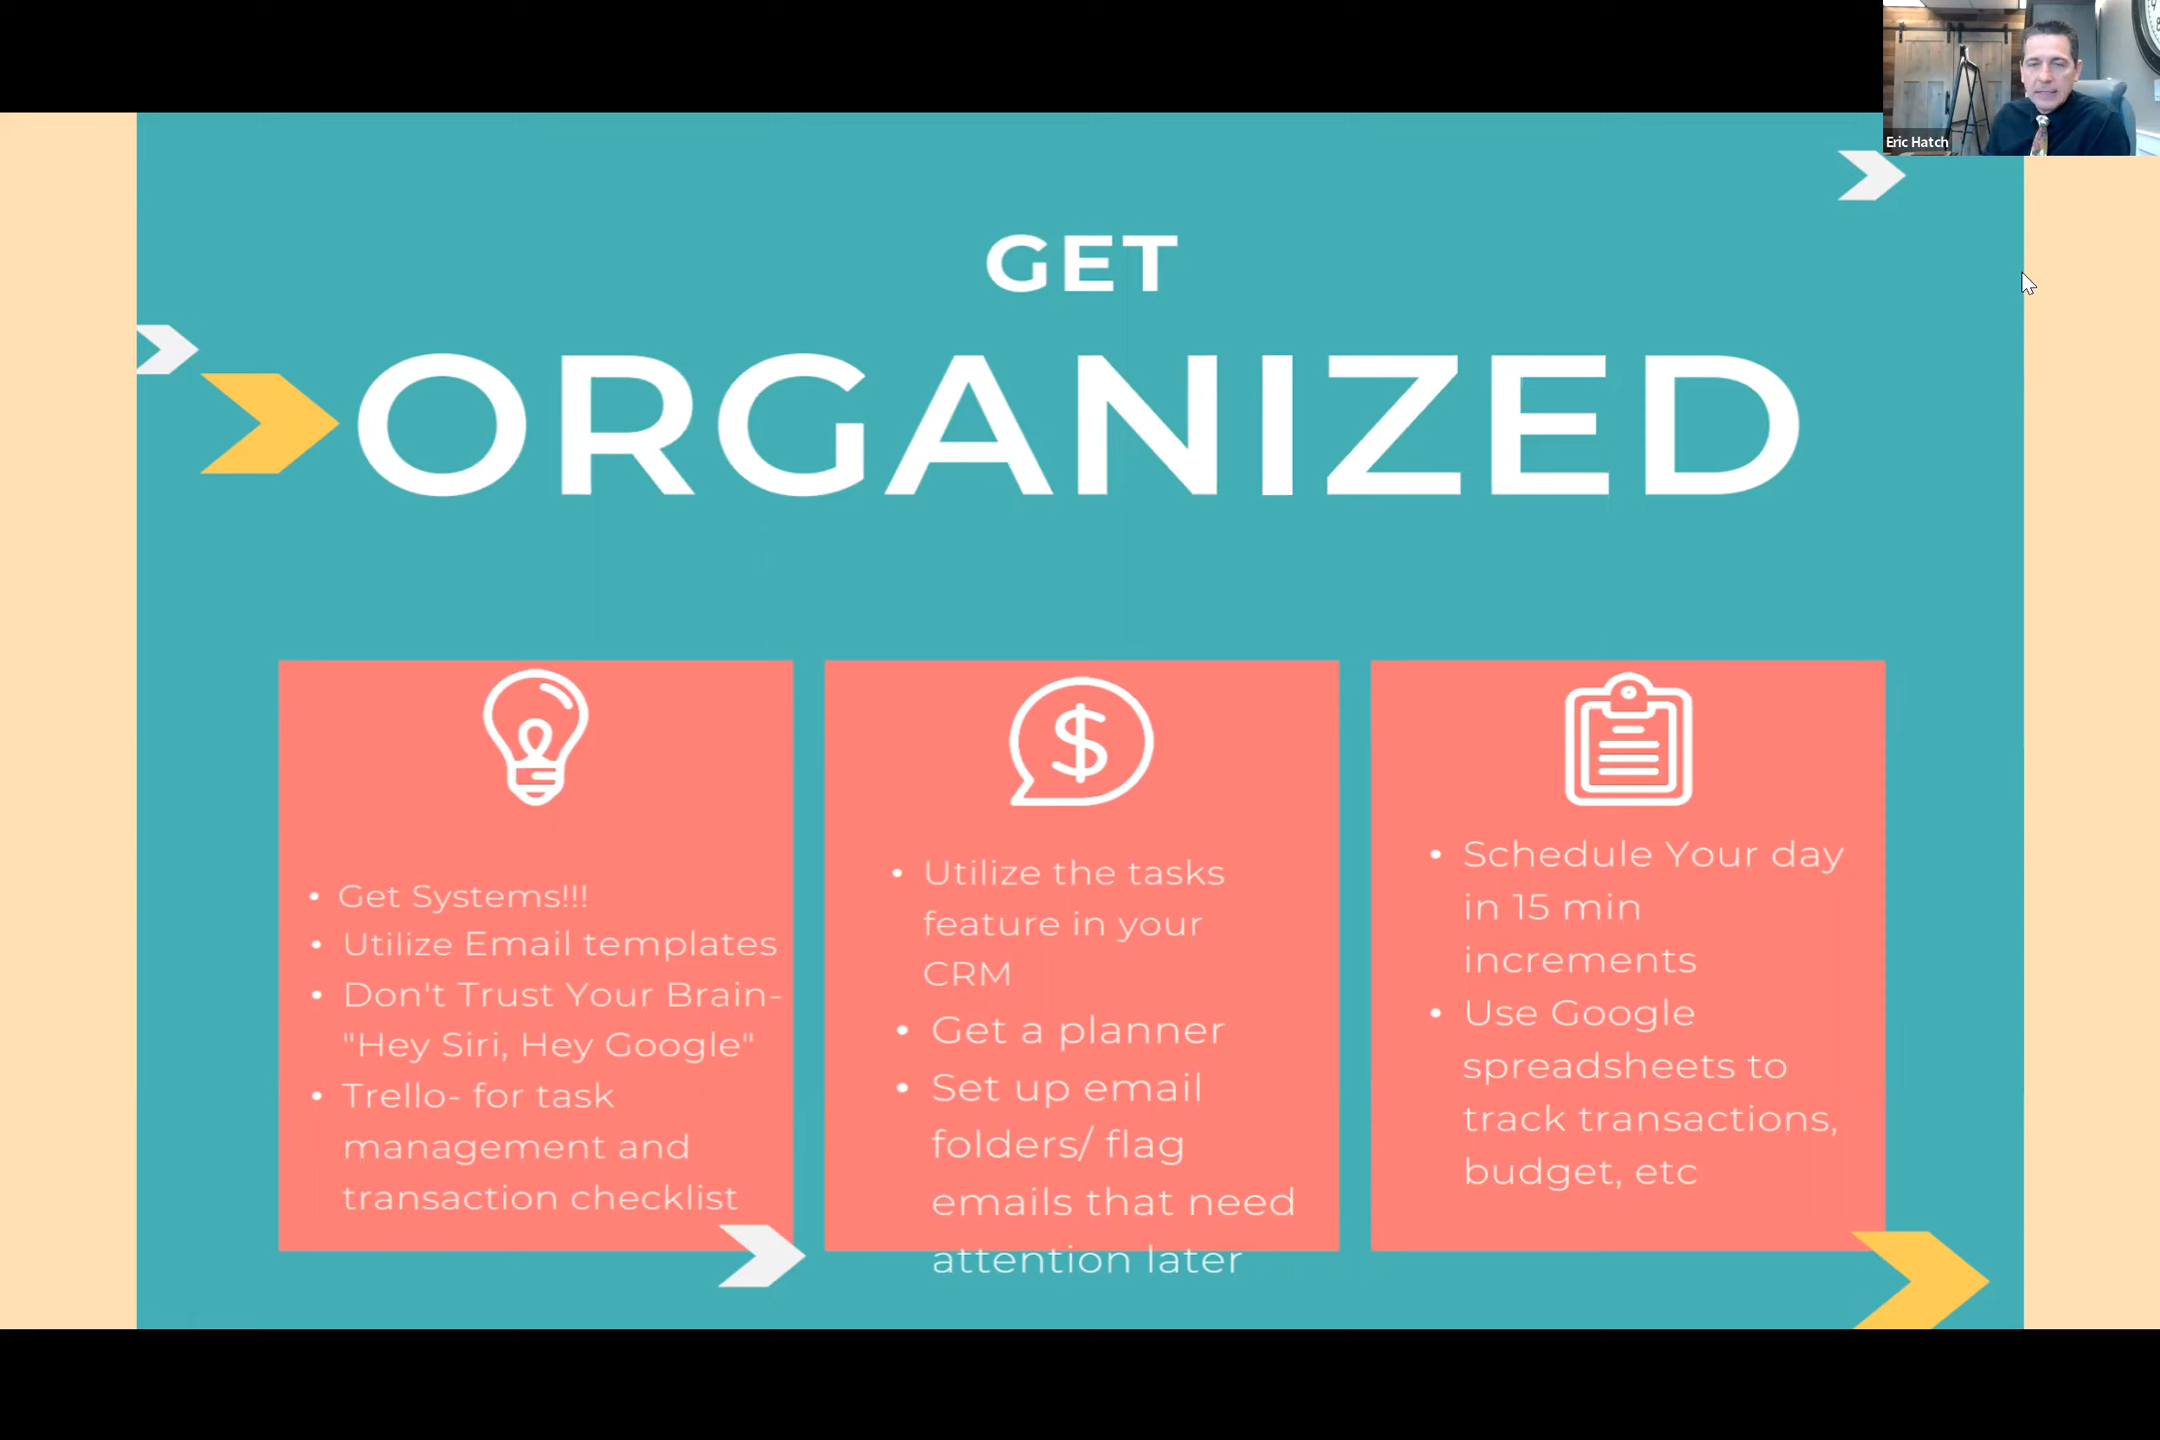 Eric Hatch
GET
ORGANIZED
• Get Systems!!!
• Utilize Email templates
• Don't Trust Your Brain-
"Hey Siri, Hey Google"
• Trello- for task
management and
transaction checklist
• Utilize the tasks
feature in your
CRM
• Get a planner
• Set up email
folders/ flag
emails that need
attention later
• Schedule Your day
in 15 min
increments
• Use Google
spreadsheets to
track transactions,
budget, etc